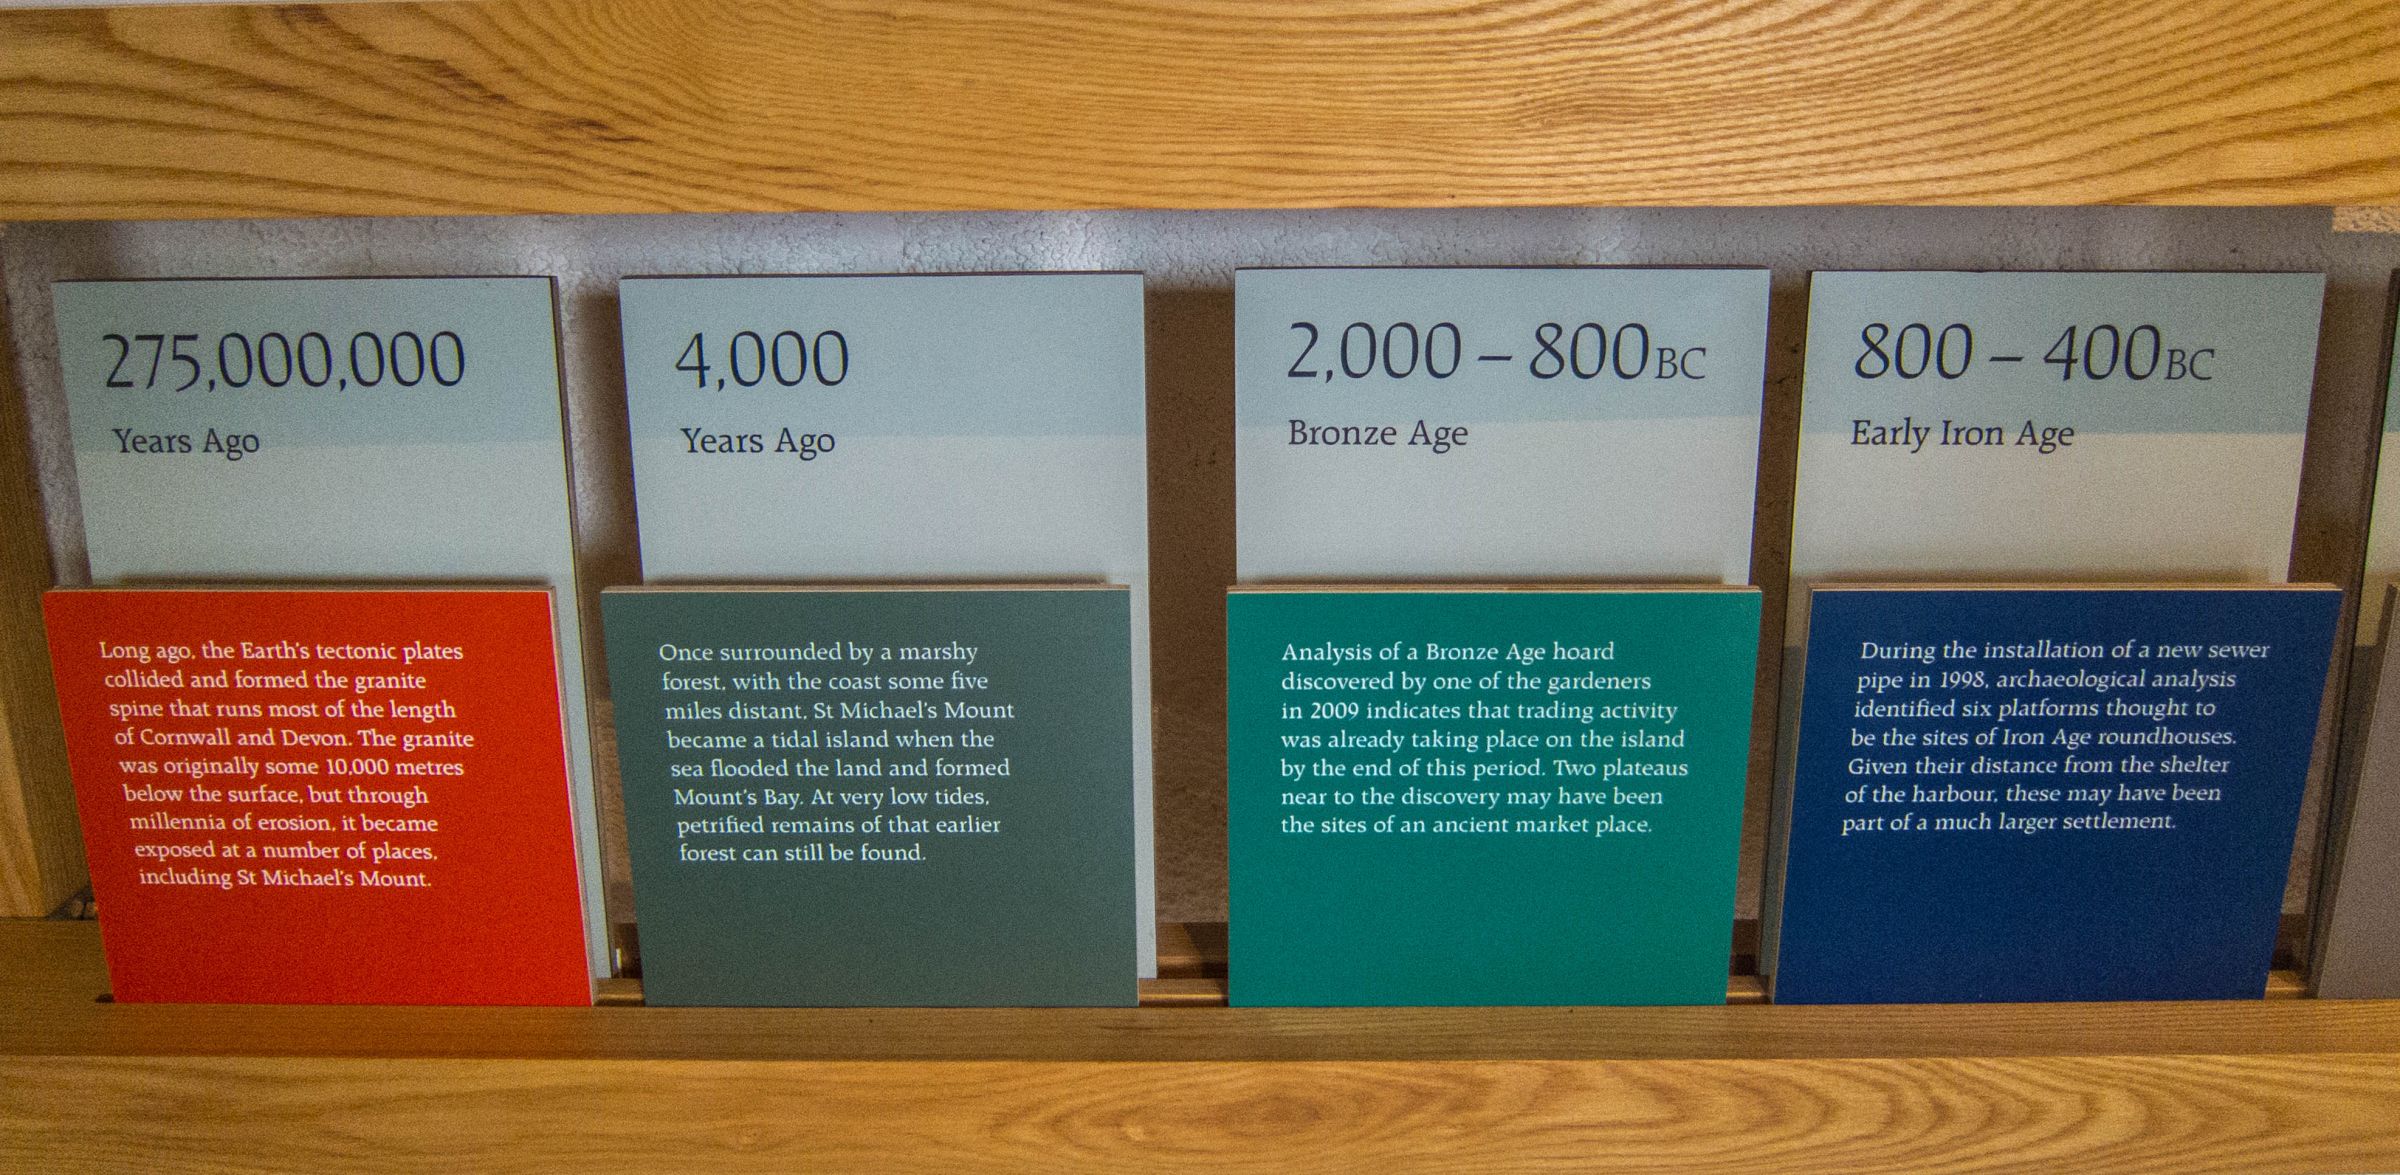 275,000,000
Years Ago
Long ago, the Earth's tectonic plates
collided and formed the granite
spine that runs most of the length
of Cornwall and Devon. The granite
was originally some 10,000 metres
below the surface, but through
millennia of erosion, it became
exposed at a number of places,
including St Michael's Mount.
4,000
Years Ago
Once surrounded by a marshy
forest, with the coast some five
miles distant, St Michael's Mount
became a tidal island when the
sea flooded the land and formed
Mount's Bay. At very low tides,
petrified remains of that earlier
forest can still be found.
2,000 – 800BC
Bronze Age
Analysis of a Bronze Age hoard
discovered by one of the gardeners
in 2009 indicates that trading activity
was already taking place on the island
by the end of this period. Two plateaus
near to the discovery may have been
the sites of an ancient market place.
800 – 400BC
Early Iron Age
During the installation of a new sewer
pipe in 1998, archaeological analysis
identified six platforms thought to
be the sites of Iron Age roundhouses.
Given their distance from the shelter
of the harbour, these may have been
part of a much larger settlement.